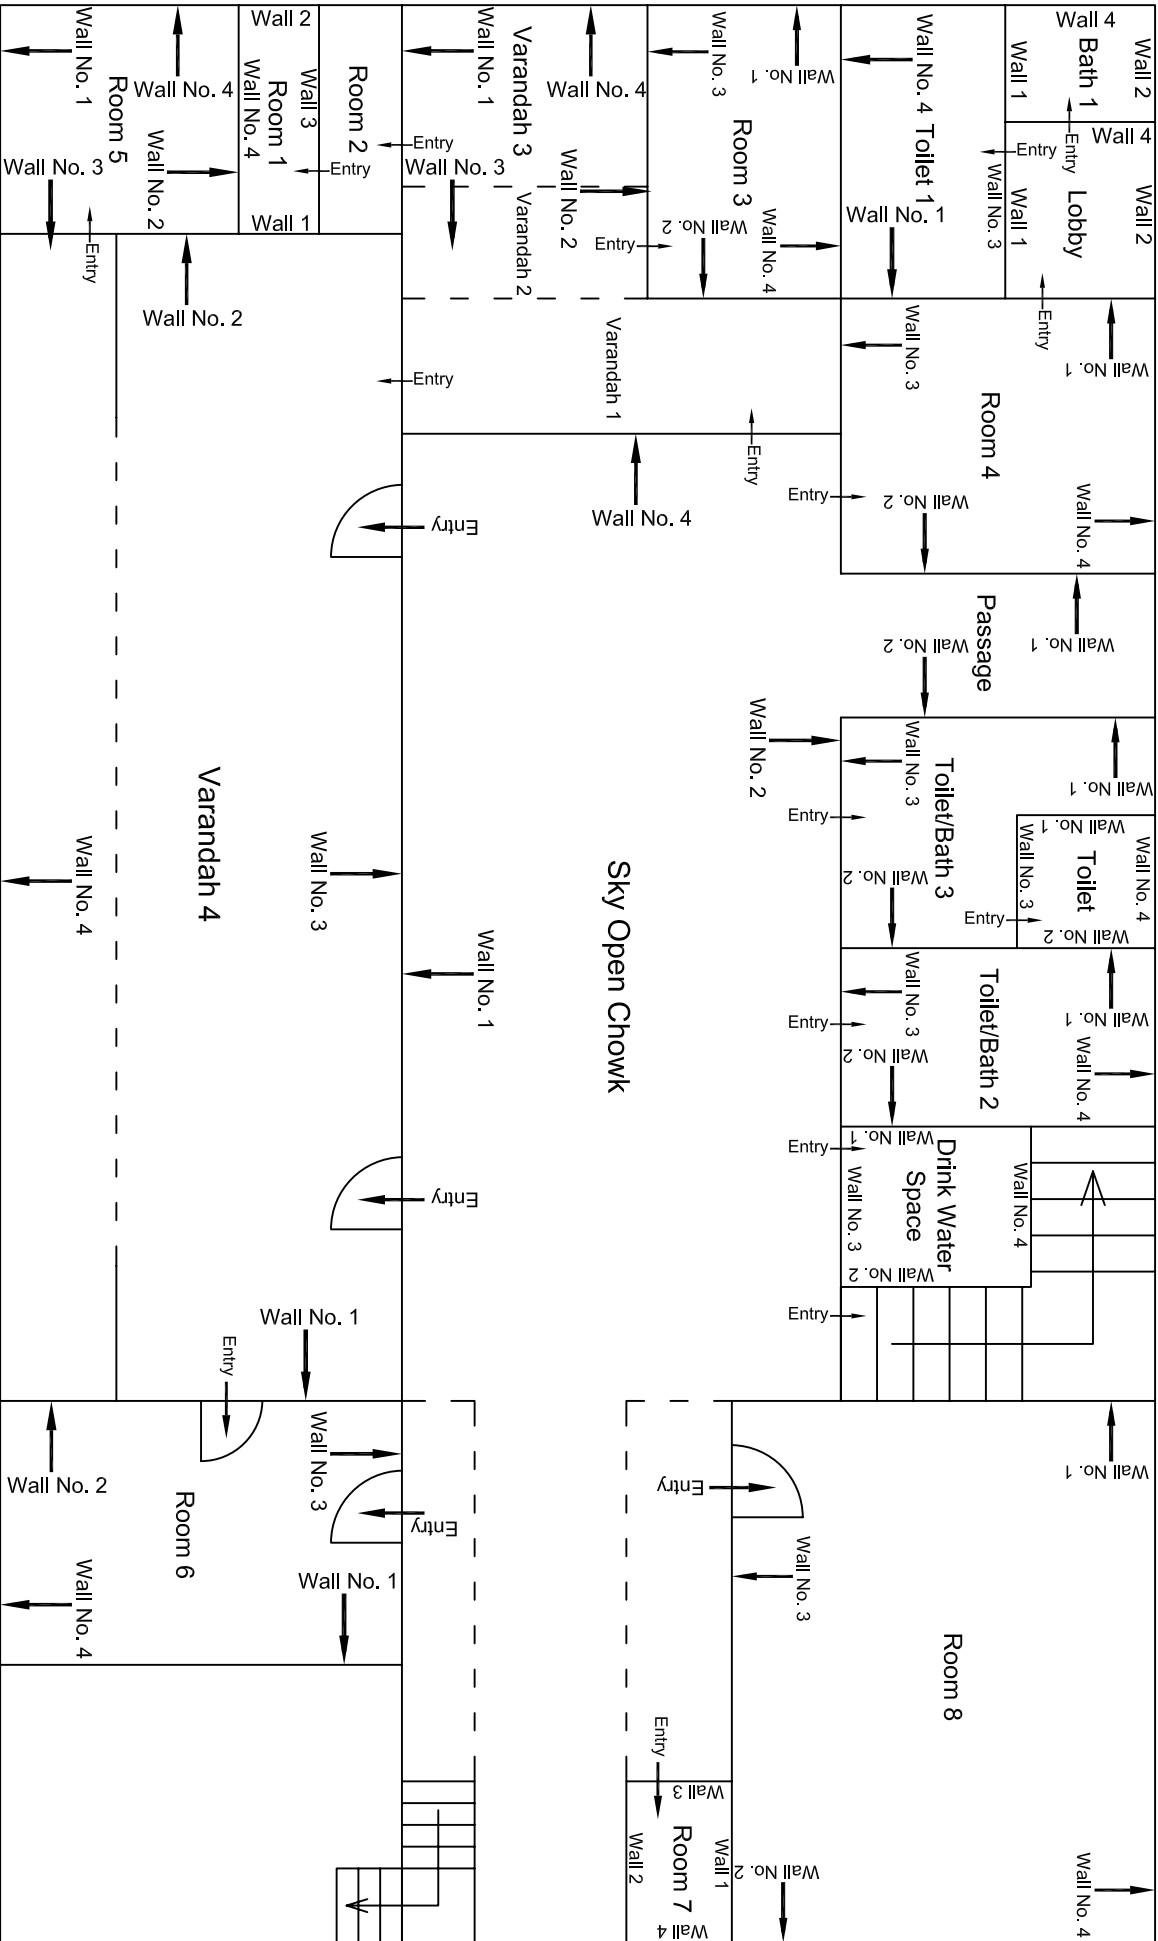 Wall No. 1
Wall No. 4
Room 5
Wall No. 2
Wall No. 3
Entry
Wall 2
Wall 3
Room 1
Wall No. 4
Wall 1
Entry
Room 2
Entry
Wall No. 1
Varandah 3
Wall No. 4
Wall No. 3
Wall No. 2
Varandah 2
Wall No. 3
Wall No. 1
Room 3
Wall No. 2
Wall No. 4
Entry
Wall No. 4
Toilet 1
Wall No. 1
Wall No. 3
Entry
Wall 4
Bath 1
Wall 1
Wall 2
Entry
Wall 4
Lobby
Wall 1
Wall 2
Entry
Wall No. 2
Entry
Varandah 1
Entry
Wall No. 4
Wall No. 3
Wall No. 1
Room 4
Entry
Wall No. 2
Wall No. 4
Entry
Passage
Wall No. 1
Wall No. 2
Wall No. 2
Wall No. 3
Wall No. 1
Toilet/Bath 3
Entry
Wall No. 2
Wall No. 1
Toilet
Wall No. 4
Wall No. 3
Wall No. 2
Entry
Varandah 4
Wall No. 3
Wall No. 4
Sky Open Chowk
Wall No. 1
Wall No. 3
Wall No. 1
Toilet/Bath 2
Entry
Wall No. 2
Wall No. 4
Entry
Wall No. 1
Drink Water
Space
Wall No. 3
Wall No. 4
Wall No. 2
Entry
Entry
Wall No. 1
Entry
Wall No. 2
Wall No. 3
Room 6
Entry
Wall No. 1
Wall No. 4
Entry
Wall No. 1
Wall No. 3
Room 8
Entry
Wall 3
Room 7
Wall 1
Wall 2
Wall 4
Wall No. 2
Wall No. 4